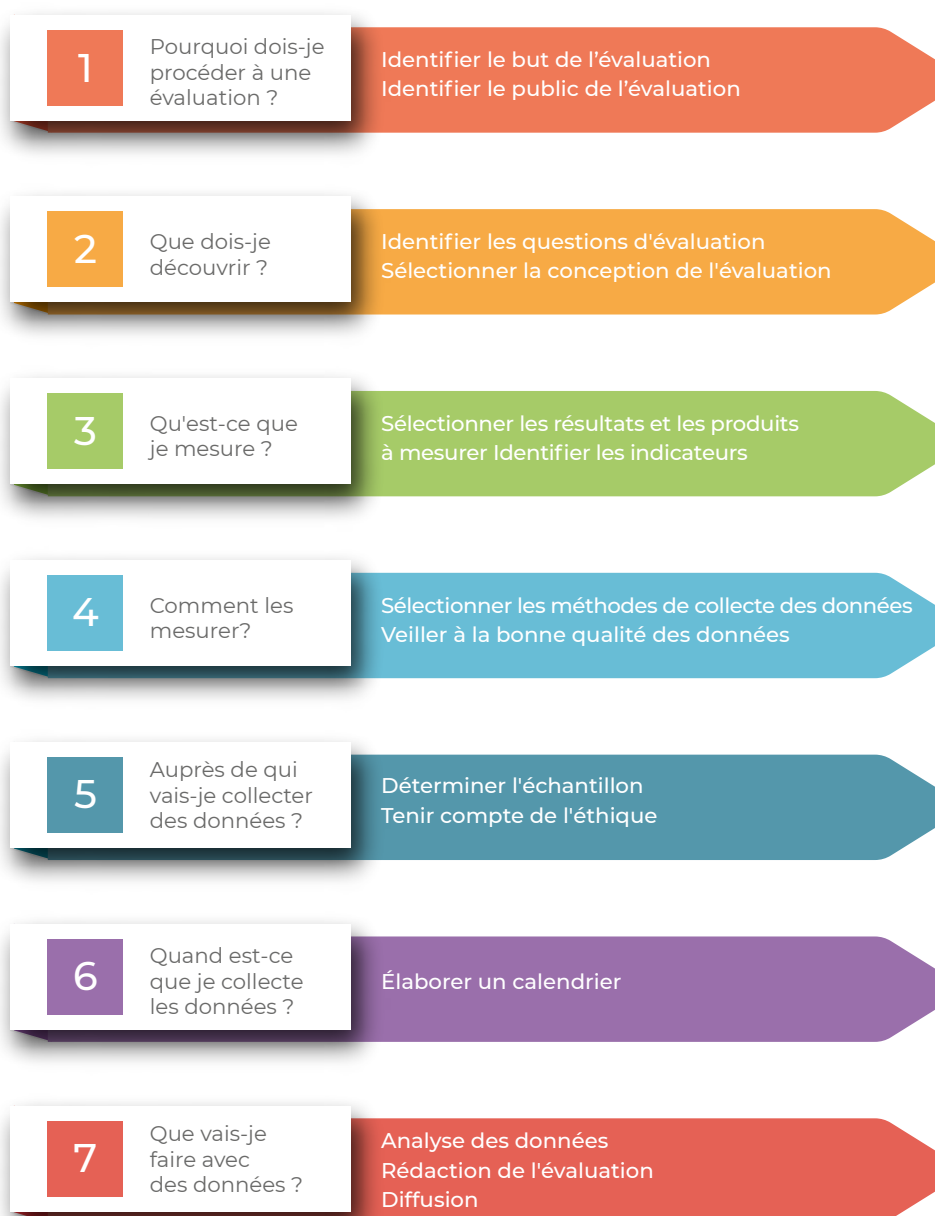 1
Pourquoi dois-je
procéder à une
évaluation ?
Identifier le but de l’évaluation
Identifier le public de l’évaluation
2
Que dois-je
découvrir ?
Identifier les questions d'évaluation
Sélectionner la conception de l'évaluation
3
Qu'est-ce que
je mesure ?
Sélectionner les résultats et les produits
à mesurer Identifier les indicateurs
4
Comment les
mesurer?
Sélectionner les méthodes de collecte des données
Veiller à la bonne qualité des données
5
Auprès de qui
vais-je collecter
des données ?
Déterminer l'échantillon
Tenir compte de l'éthique
6
Quand est-ce
que je collecte
les données ?
Élaborer un calendrier
7
Que vais-je
faire avec
des données ?
Analyse des données
Rédaction de l'évaluation
Diffusion